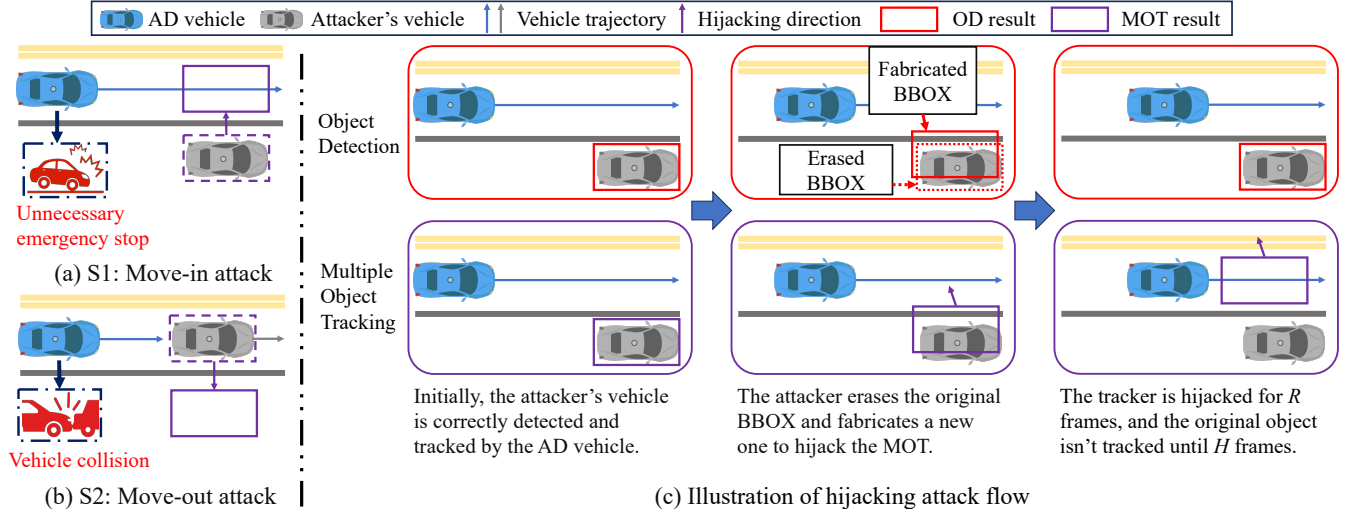 AD vehicle
Attacker's vehicle
Vehicle trajectory
Hijacking direction
OD result
MOT result
Unnecessary
emergency stop
(a) S1: Move-in attack
Vehicle collision
(b) S2: Move-out attack
Object
Detection
Fabricated
BBOX
Erased
BBOX
Multiple
Object
Tracking
Initially, the attacker's vehicle
is correctly detected and
tracked by the AD vehicle.
The attacker erases the original
BBOX and fabricates a new
one to hijack the MOT.
The tracker is hijacked for R
frames, and the original object
isn't tracked until H frames.
(c) Illustration of hijacking attack flow